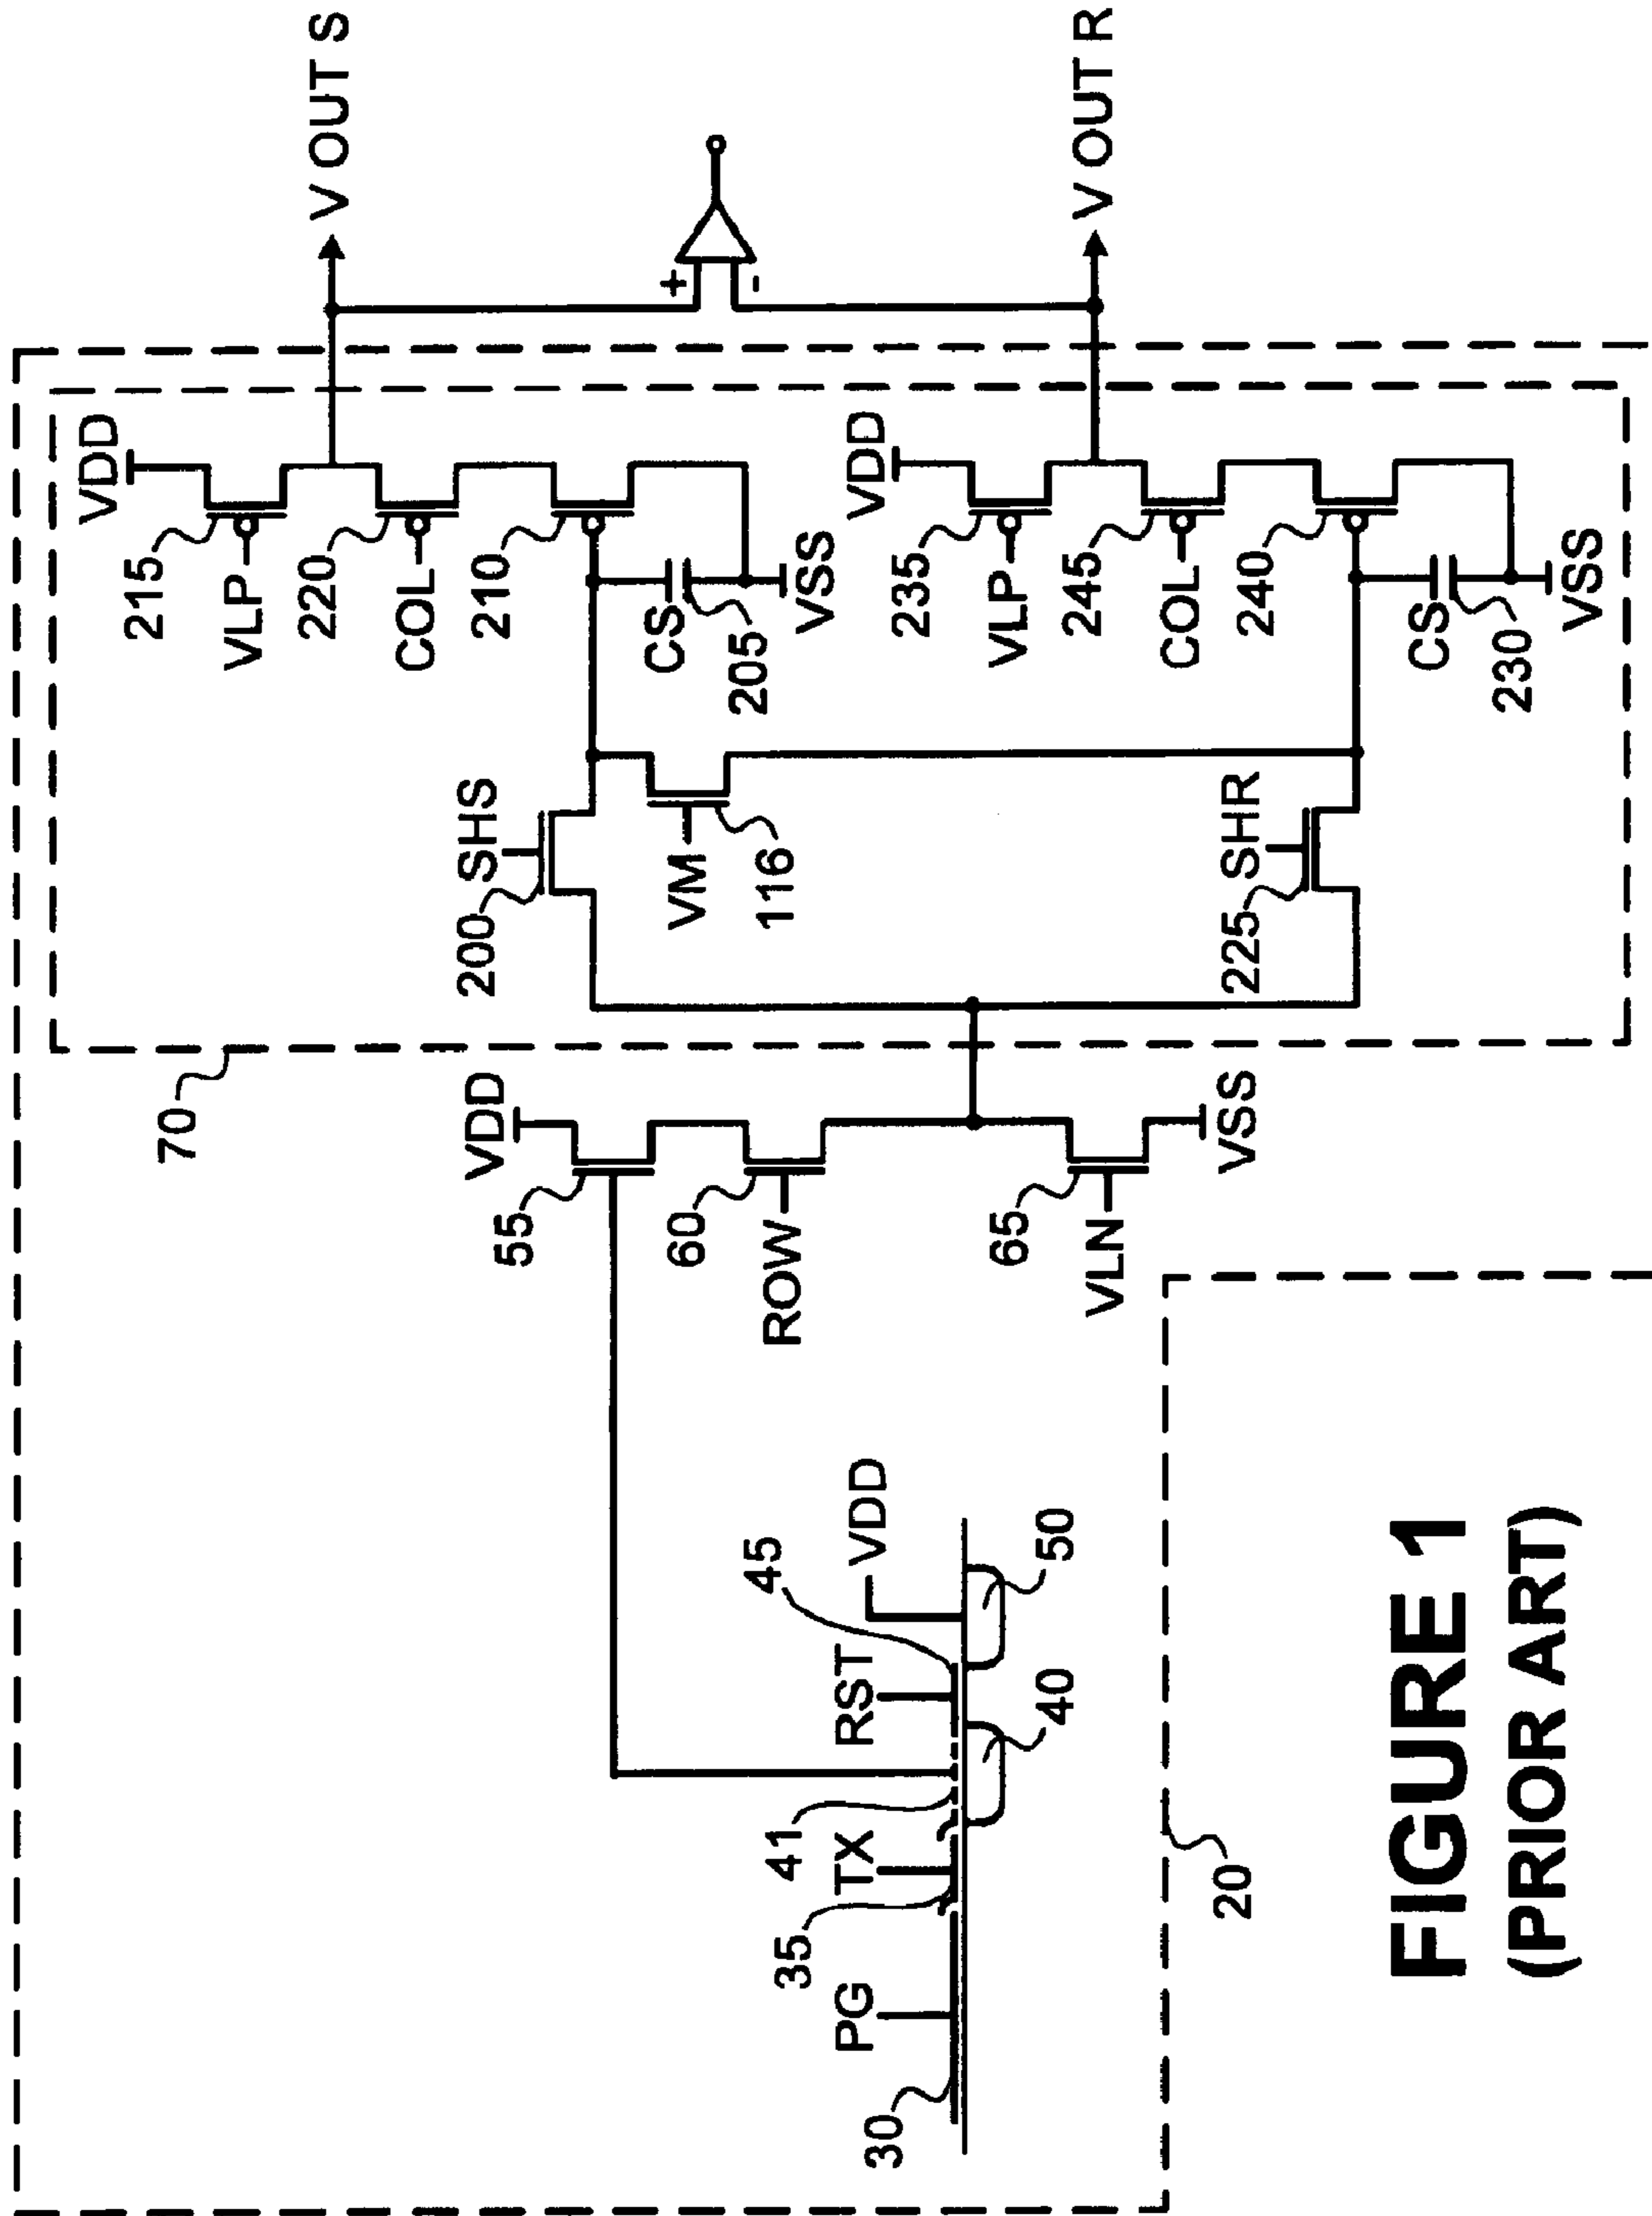 70
VDD
55
60
ROW
65
VLN
VSS
200
SHS
VM
116
225
SHR
VDD
215
VLP
220
COL
210
CS
205
VSS
VDD
235
VLP
245
COL
240
CS
230
VSS
V OUT S
+
-
V OUT R
30
PG
35
TX
41
RST
45
VDD
40
50
20
FIGURE 1
(PRIOR ART)